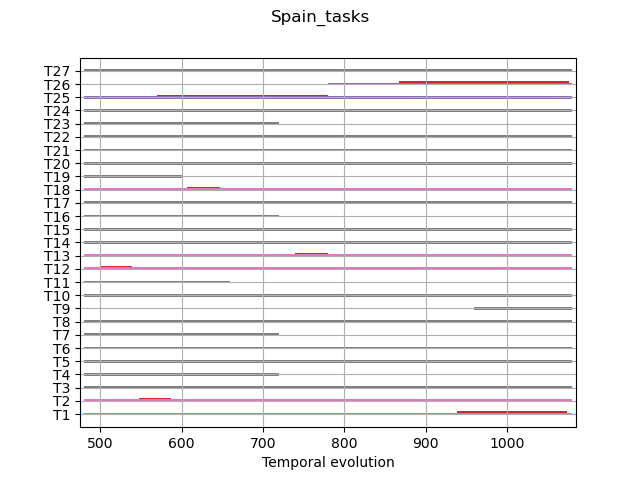 Spain_tasks
T27
T26
T25
T24
T23
T22
T21
T20
T19
T18
T17
T16
T15
T14
T13
T12
T11
T10
T9
T8
T7
T6
T5
T4
T3
T2
T1
500 600 700 800 900 1000
Temporal evolution